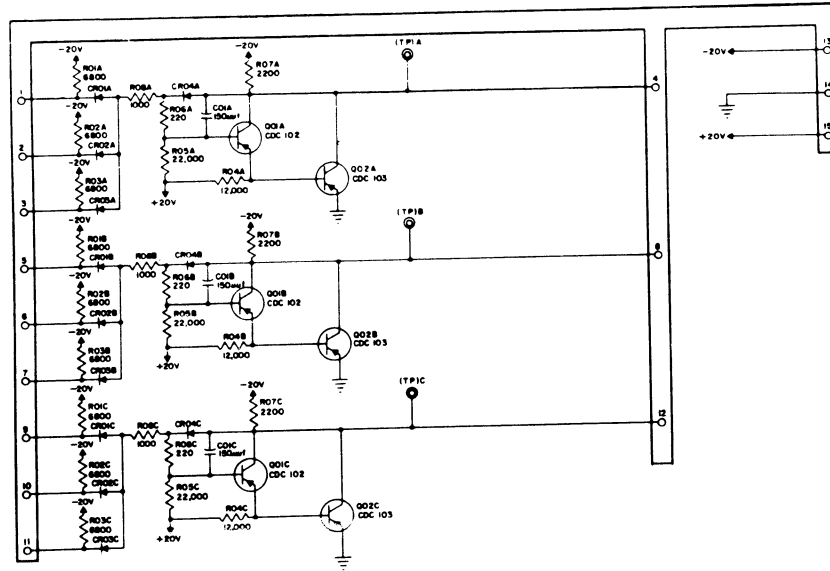 -20V
R01A
6800
CR01A
1
R08A
1000
CR04A
R06A
220
C01A
150uuf
-20V
R07A
2200
(TP)A
4
-20V
R02A
6800
CR02A
2
R05A
22,000
+20V
Q01A
CDC 102
R04A
12,000
Q02A
CDC 103
-20V
R03A
6800
CR03A
3
-20V
R01B
6800
CR01B
5
R08B
1000
CR04B
R06B
220
C01B
150uuf
-20V
R07B
2200
(TP)B
8
-20V
R02B
6800
CR02B
6
R05B
22,000
+20V
Q01B
CDC 102
R04B
12,000
Q02B
CDC 103
-20V
R03B
6800
CR03B
7
-20V
R01C
6800
CR01C
9
R08C
1000
CR04C
R06C
220
C01C
150uuf
-20V
R07C
2200
(TP)C
12
-20V
R02C
6800
CR02C
10
R05C
22,000
+20V
Q01C
CDC 102
R04C
12,000
Q02C
CDC 103
-20V
R03C
6800
CR03C
11
-20V
13
14
+20V
15